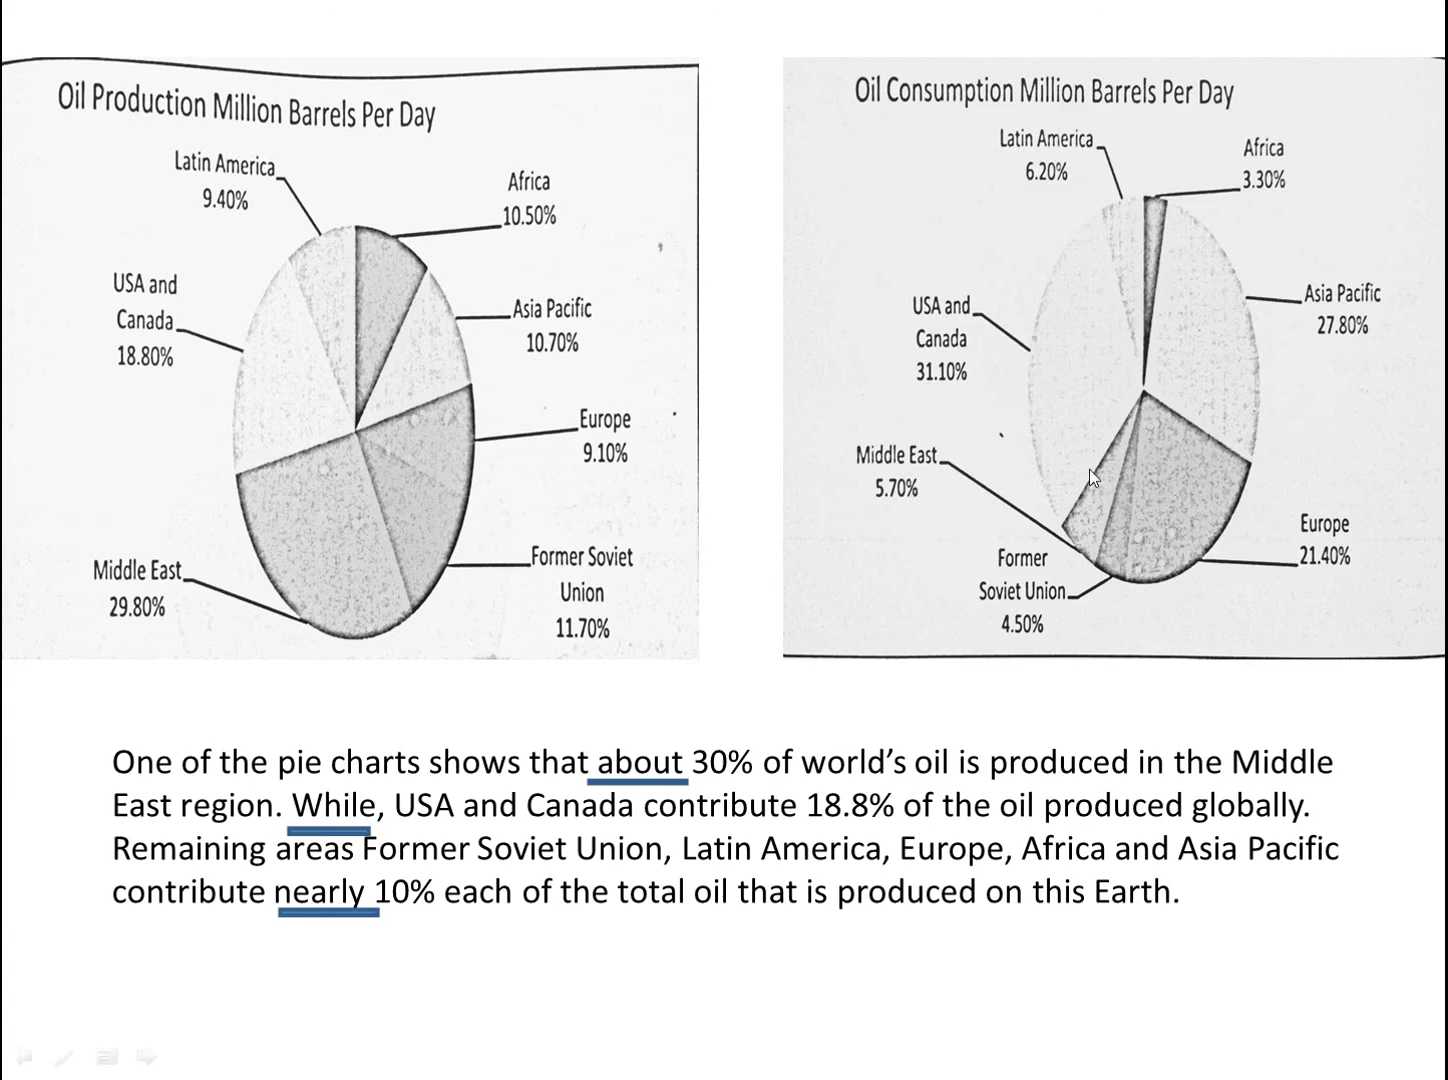 Oil Production Million Barrels Per Day
Latin America
9.40%
Africa
10.50%
USA and
Canada
18.80%
Asia Pacific
10.70%
Europe
9.10%
Middle East
29.80%
Former Soviet
Union
11.70%
Oil Consumption Million Barrels Per Day
Latin America
6.20%
Africa
3.30%
USA and
Canada
31.10%
Asia Pacific
27.80%
Middle East
5.70%
Former
Soviet Union
4.50%
Europe
21.40%
One of the pie charts shows that about 30% of world’s oil is produced in the Middle
East region. While, USA and Canada contribute 18.8% of the oil produced globally.
Remaining areas Former Soviet Union, Latin America, Europe, Africa and Asia Pacific
contribute nearly 10% each of the total oil that is produced on this Earth.